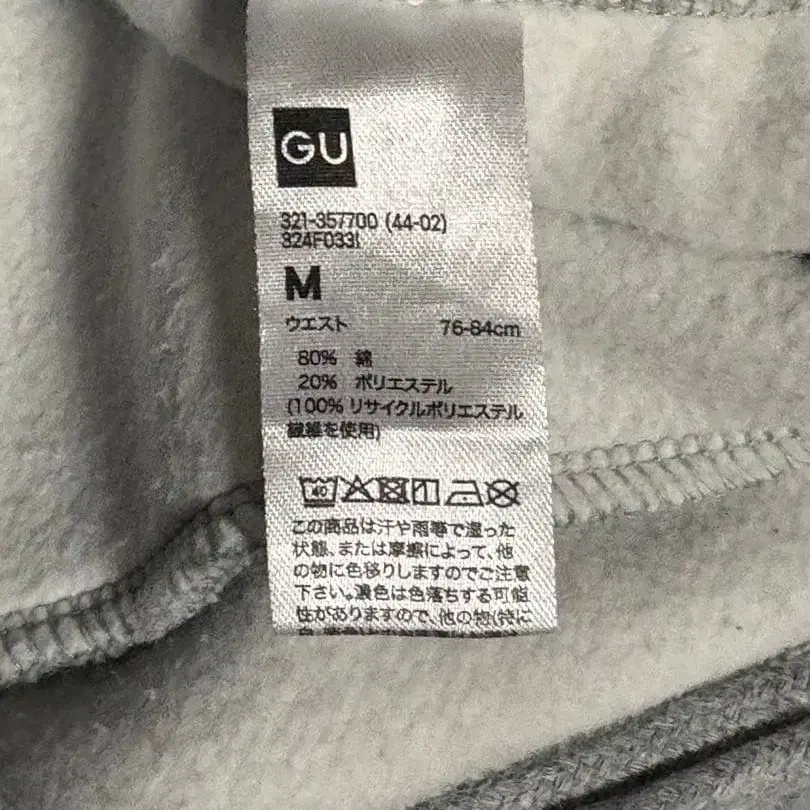 GU
321-357700 (44-02)
324F033I
M
ウエスト 76-84cm
80% 綿
20% ポリエステル
(100% リサイクルポリエステル
繊維を使用)
40
この商品は汗や雨等で湿った
状態、または摩擦によって、他
の物に色移りしますのでご注意
下さい。濃色は色落ちする可能
性がありますので、他の物(特に